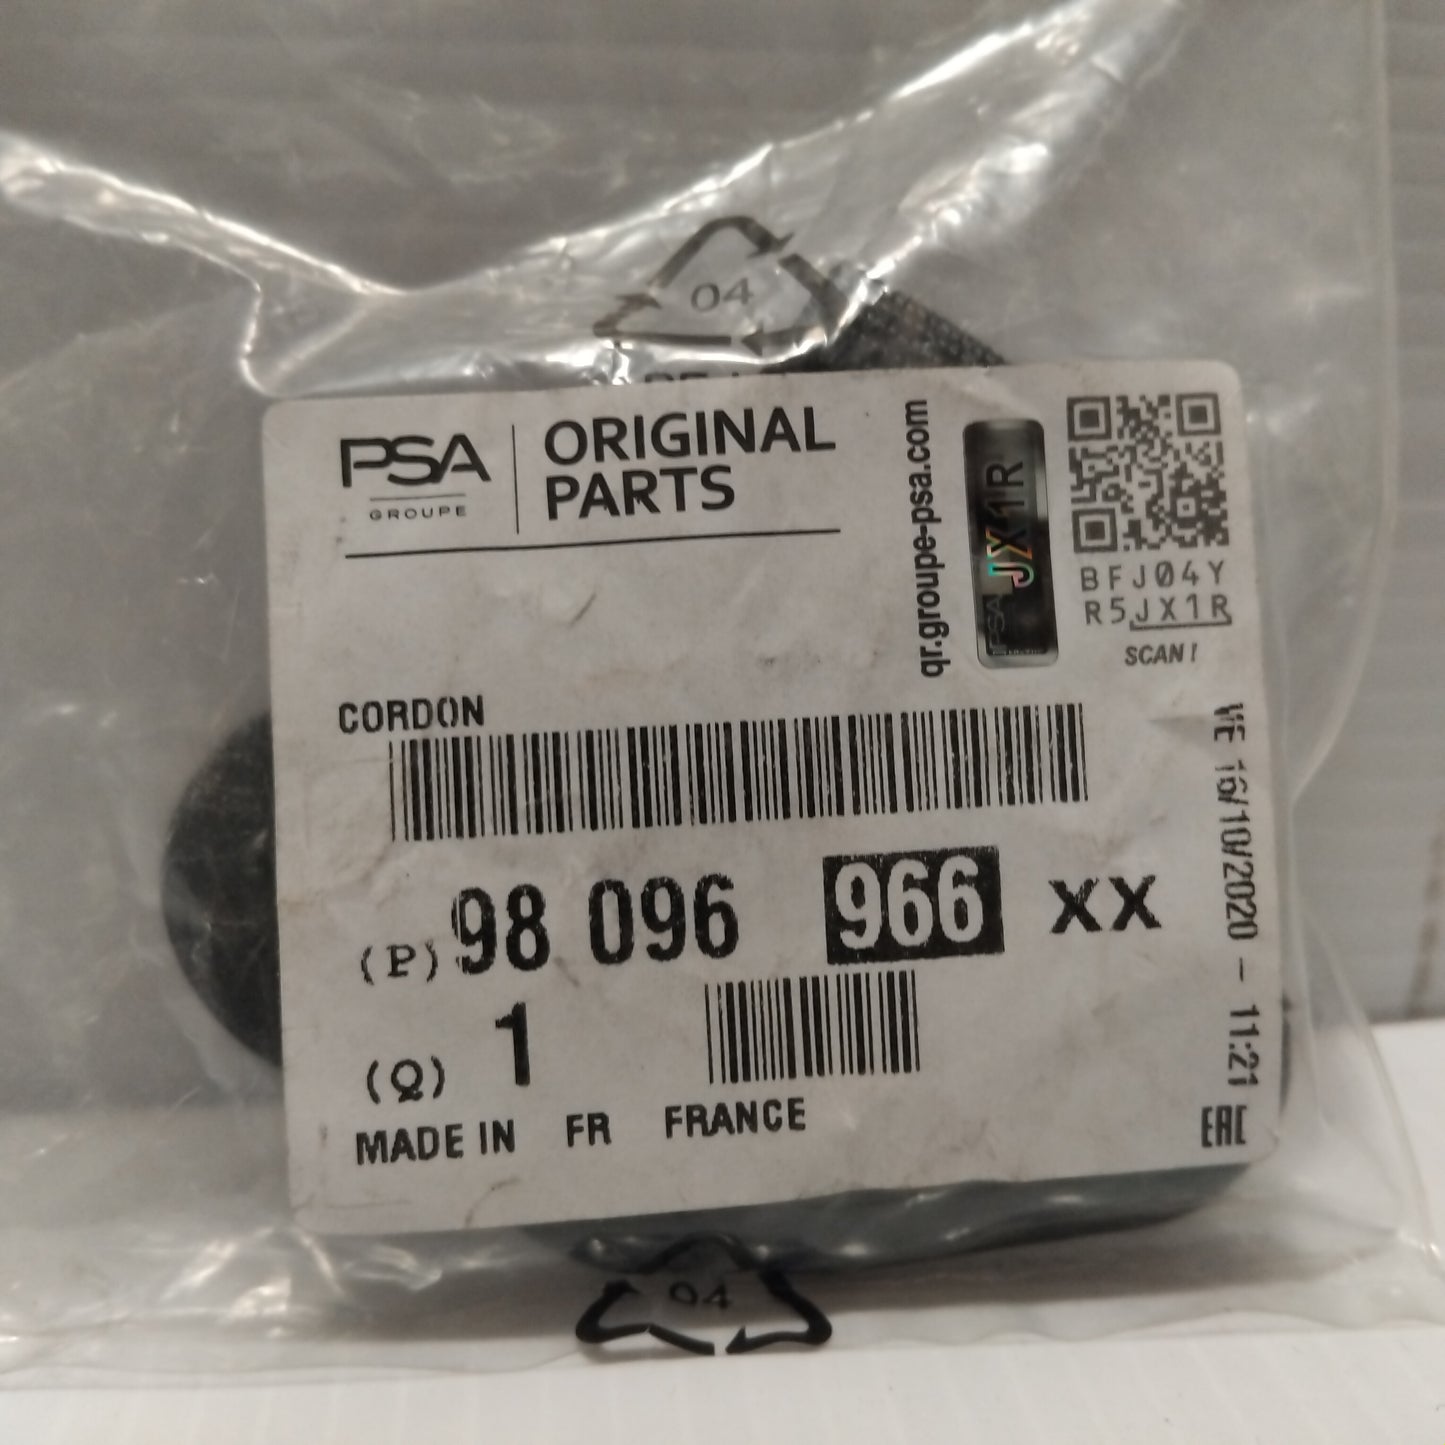 04
PSA
GROUPE
ORIGINAL
PARTS
qr.groupe-psa.com
JX1R
PSA
BFJ04Y
R5JX1R
SCAN!
CORDON
(P) 98 096 966 XX
(Q) 1
MADE IN FR FRANCE
VE 16/10/2020 - 11:21
EAC
04